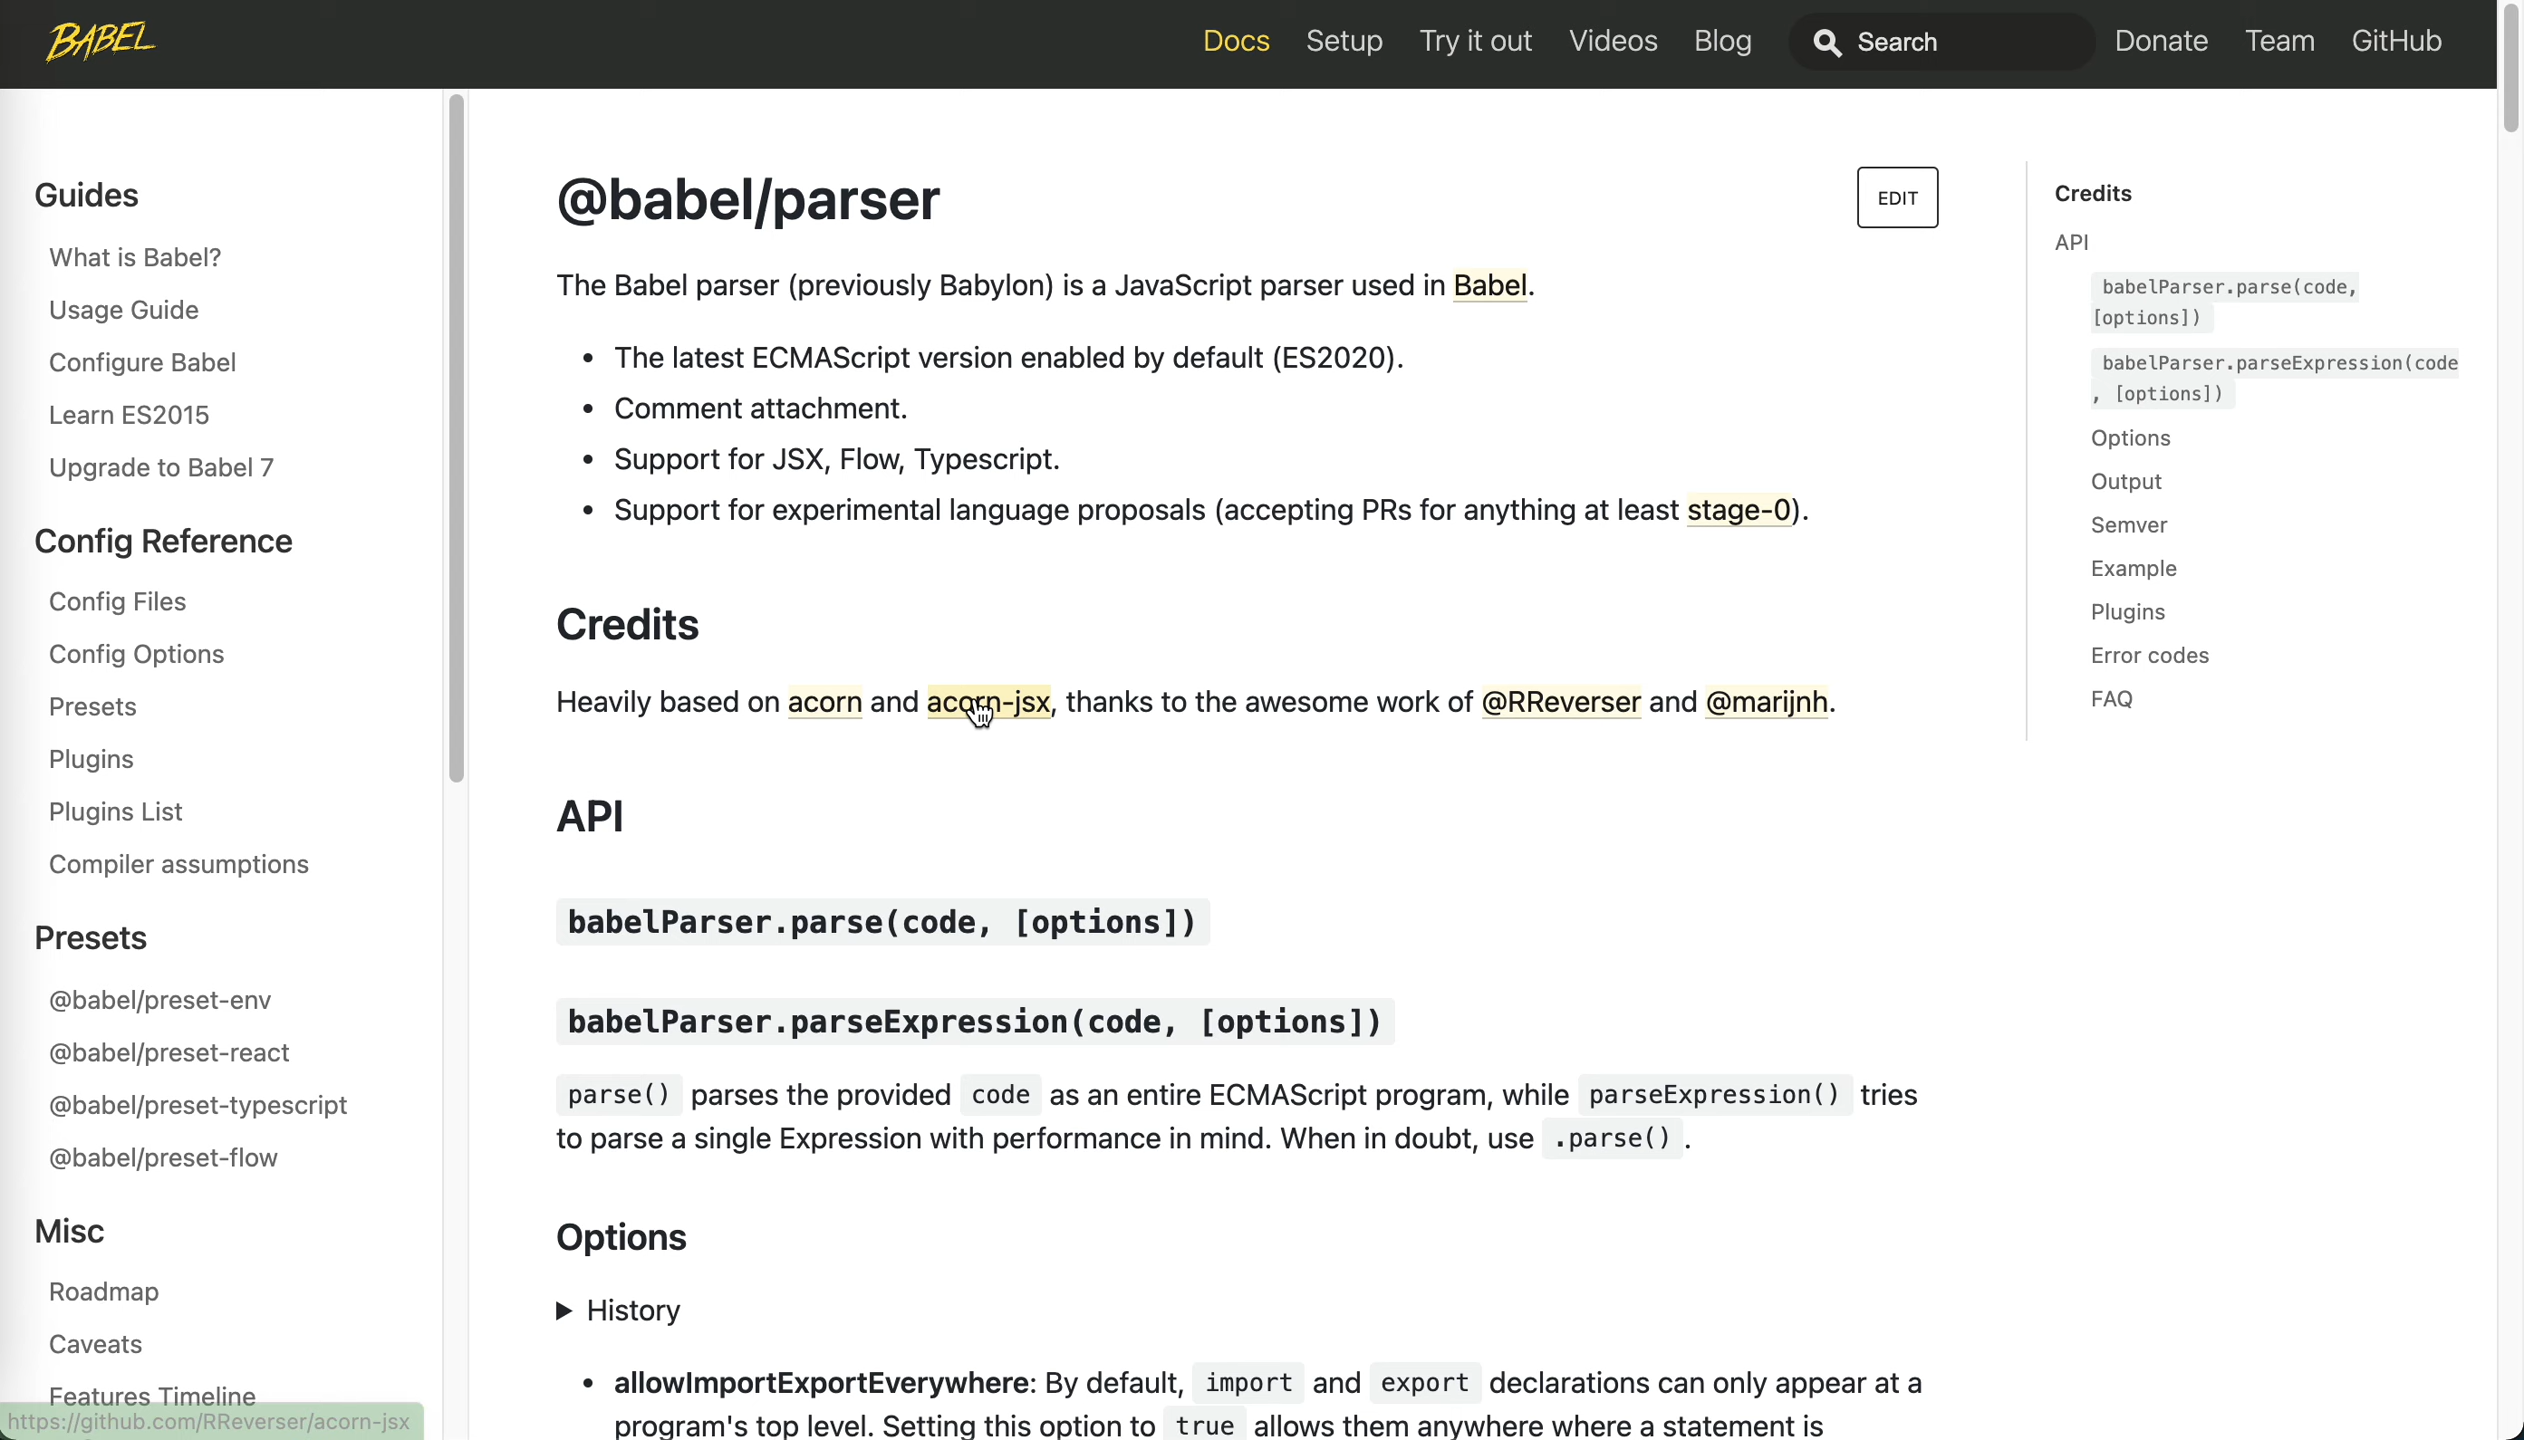 BABEL
Docs Setup Try it out Videos Blog Search Donate Team GitHub
Guides
What is Babel?
Usage Guide
Configure Babel
Learn ES2015
Upgrade to Babel 7
Config Reference
Config Files
Config Options
Presets
Plugins
Plugins List
Compiler assumptions
Presets
@babel/preset-env
@babel/preset-react
@babel/preset-typescript
@babel/preset-flow
Misc
Roadmap
Caveats
Features Timeline
https://github.com/RReverser/acorn-jsx
@babel/parser
EDIT
The Babel parser (previously Babylon) is a JavaScript parser used in Babel.
• The latest ECMAScript version enabled by default (ES2020).
• Comment attachment.
• Support for JSX, Flow, Typescript.
• Support for experimental language proposals (accepting PRs for anything at least stage-0).
Credits
Heavily based on acorn and acorn-jsx, thanks to the awesome work of @RReverser and @marijnh.
API
babelParser.parse(code, [options])
babelParser.parseExpression(code, [options])
parse() parses the provided code as an entire ECMAScript program, while parseExpression() tries
to parse a single Expression with performance in mind. When in doubt, use .parse().
Options
▶ History
• allowImportExportEverywhere: By default, import and export declarations can only appear at a
program's top level. Setting this option to true allows them anywhere where a statement is
Credits
API
babelParser.parse(code,
[options])
babelParser.parseExpression(code
, [options])
Options
Output
Semver
Example
Plugins
Error codes
FAQ